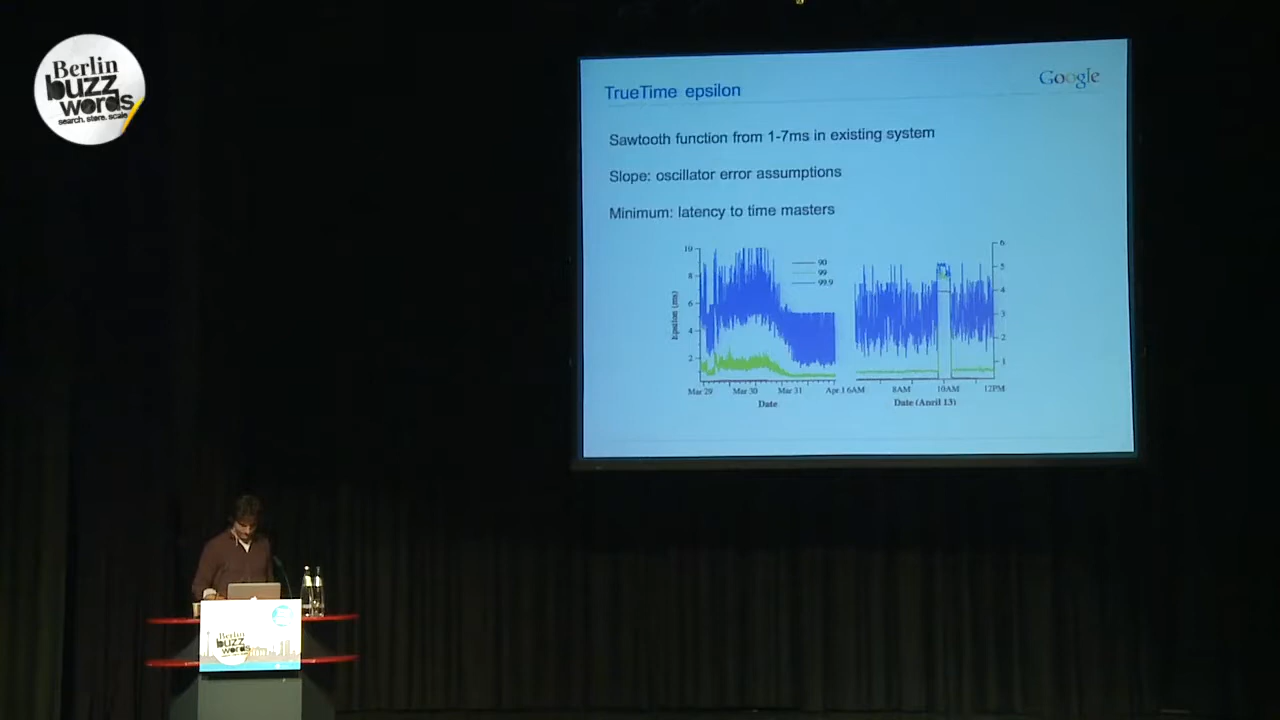 Berlin
buzz
words
search. store. scale
Google
TrueTime epsilon
Sawtooth function from 1-7ms in existing system
Slope: oscillator error assumptions
Minimum: latency to time masters
10
8
6
4
2
Epsilon (ms)
90
99
99.9
Mar 29 Mar 30 Mar 31 Apr 1
Date
6
5
4
3
2
1
6AM 8AM 10AM 12PM
Date (April 13)
Berlin
buzz
words